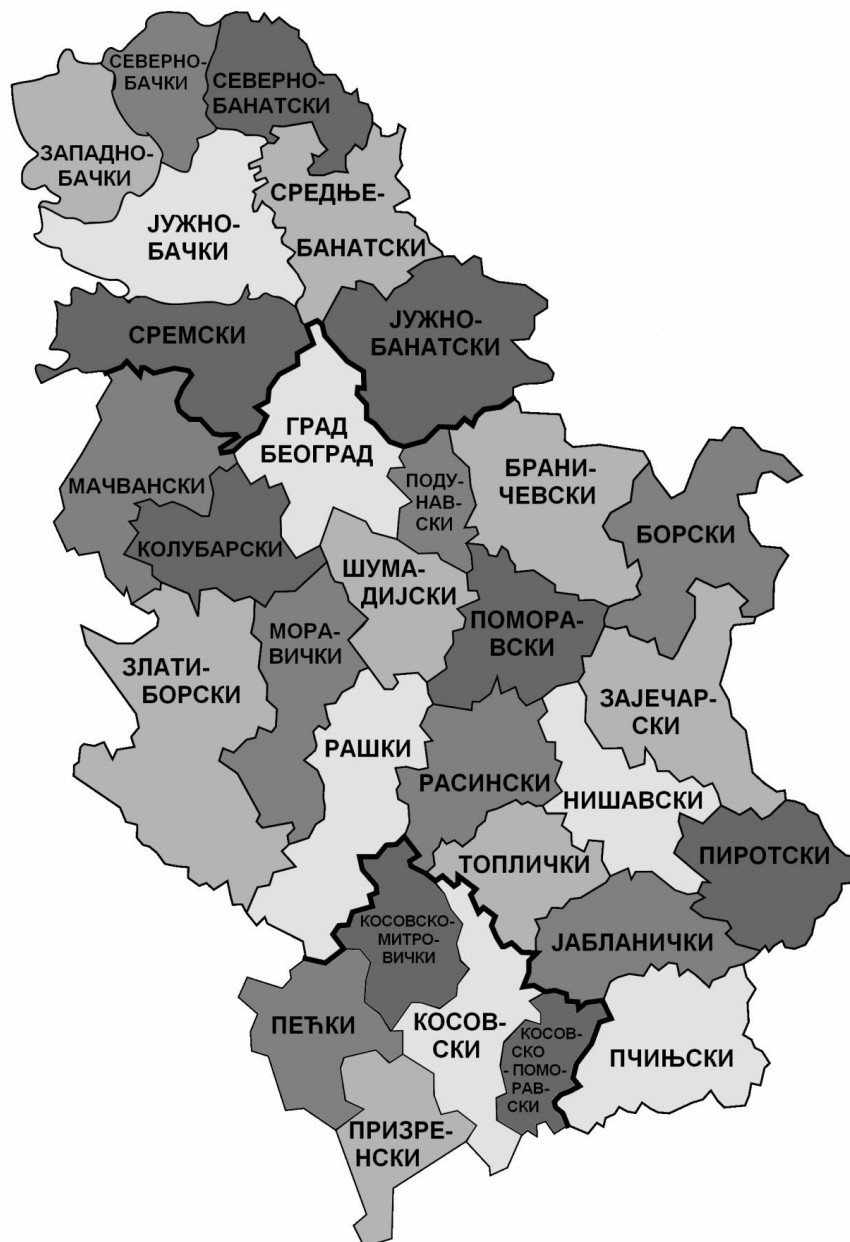 СЕВЕРНО-
БАЧКИ
СЕВЕРНО-
БАНАТСКИ
ЗАПАДНО-
БАЧКИ
СРЕДЊЕ-
БАНАТСКИ
ЈУЖНО-
БАЧКИ
СРЕМСКИ
ЈУЖНО-
БАНАТСКИ
ГРАД
БЕОГРАД
МАЧВАНСКИ
ПОДУ-
НАВ-
СКИ
БРАНИ-
ЧЕВСКИ
БОРСКИ
КОЛУБАРСКИ
ШУМА-
ДИЈСКИ
ПОМОРА-
ВСКИ
МОРА-
ВИЧКИ
ЗЛАТИ-
БОРСКИ
ЗАЈЕЧАР-
СКИ
РАШКИ
РАСИНСКИ
НИШАВСКИ
ТОПЛИЧКИ
ПИРОТСКИ
КОСОВСКО-
МИТРО-
ВИЧКИ
ЈАБЛАНИЧКИ
ПЕЋКИ
КОСОВ-
СКИ
КОСОВ-
СКО
- ПОМО-
РАВ-
СКИ
ПЧИЊСКИ
ПРИЗРЕ-
НСКИ